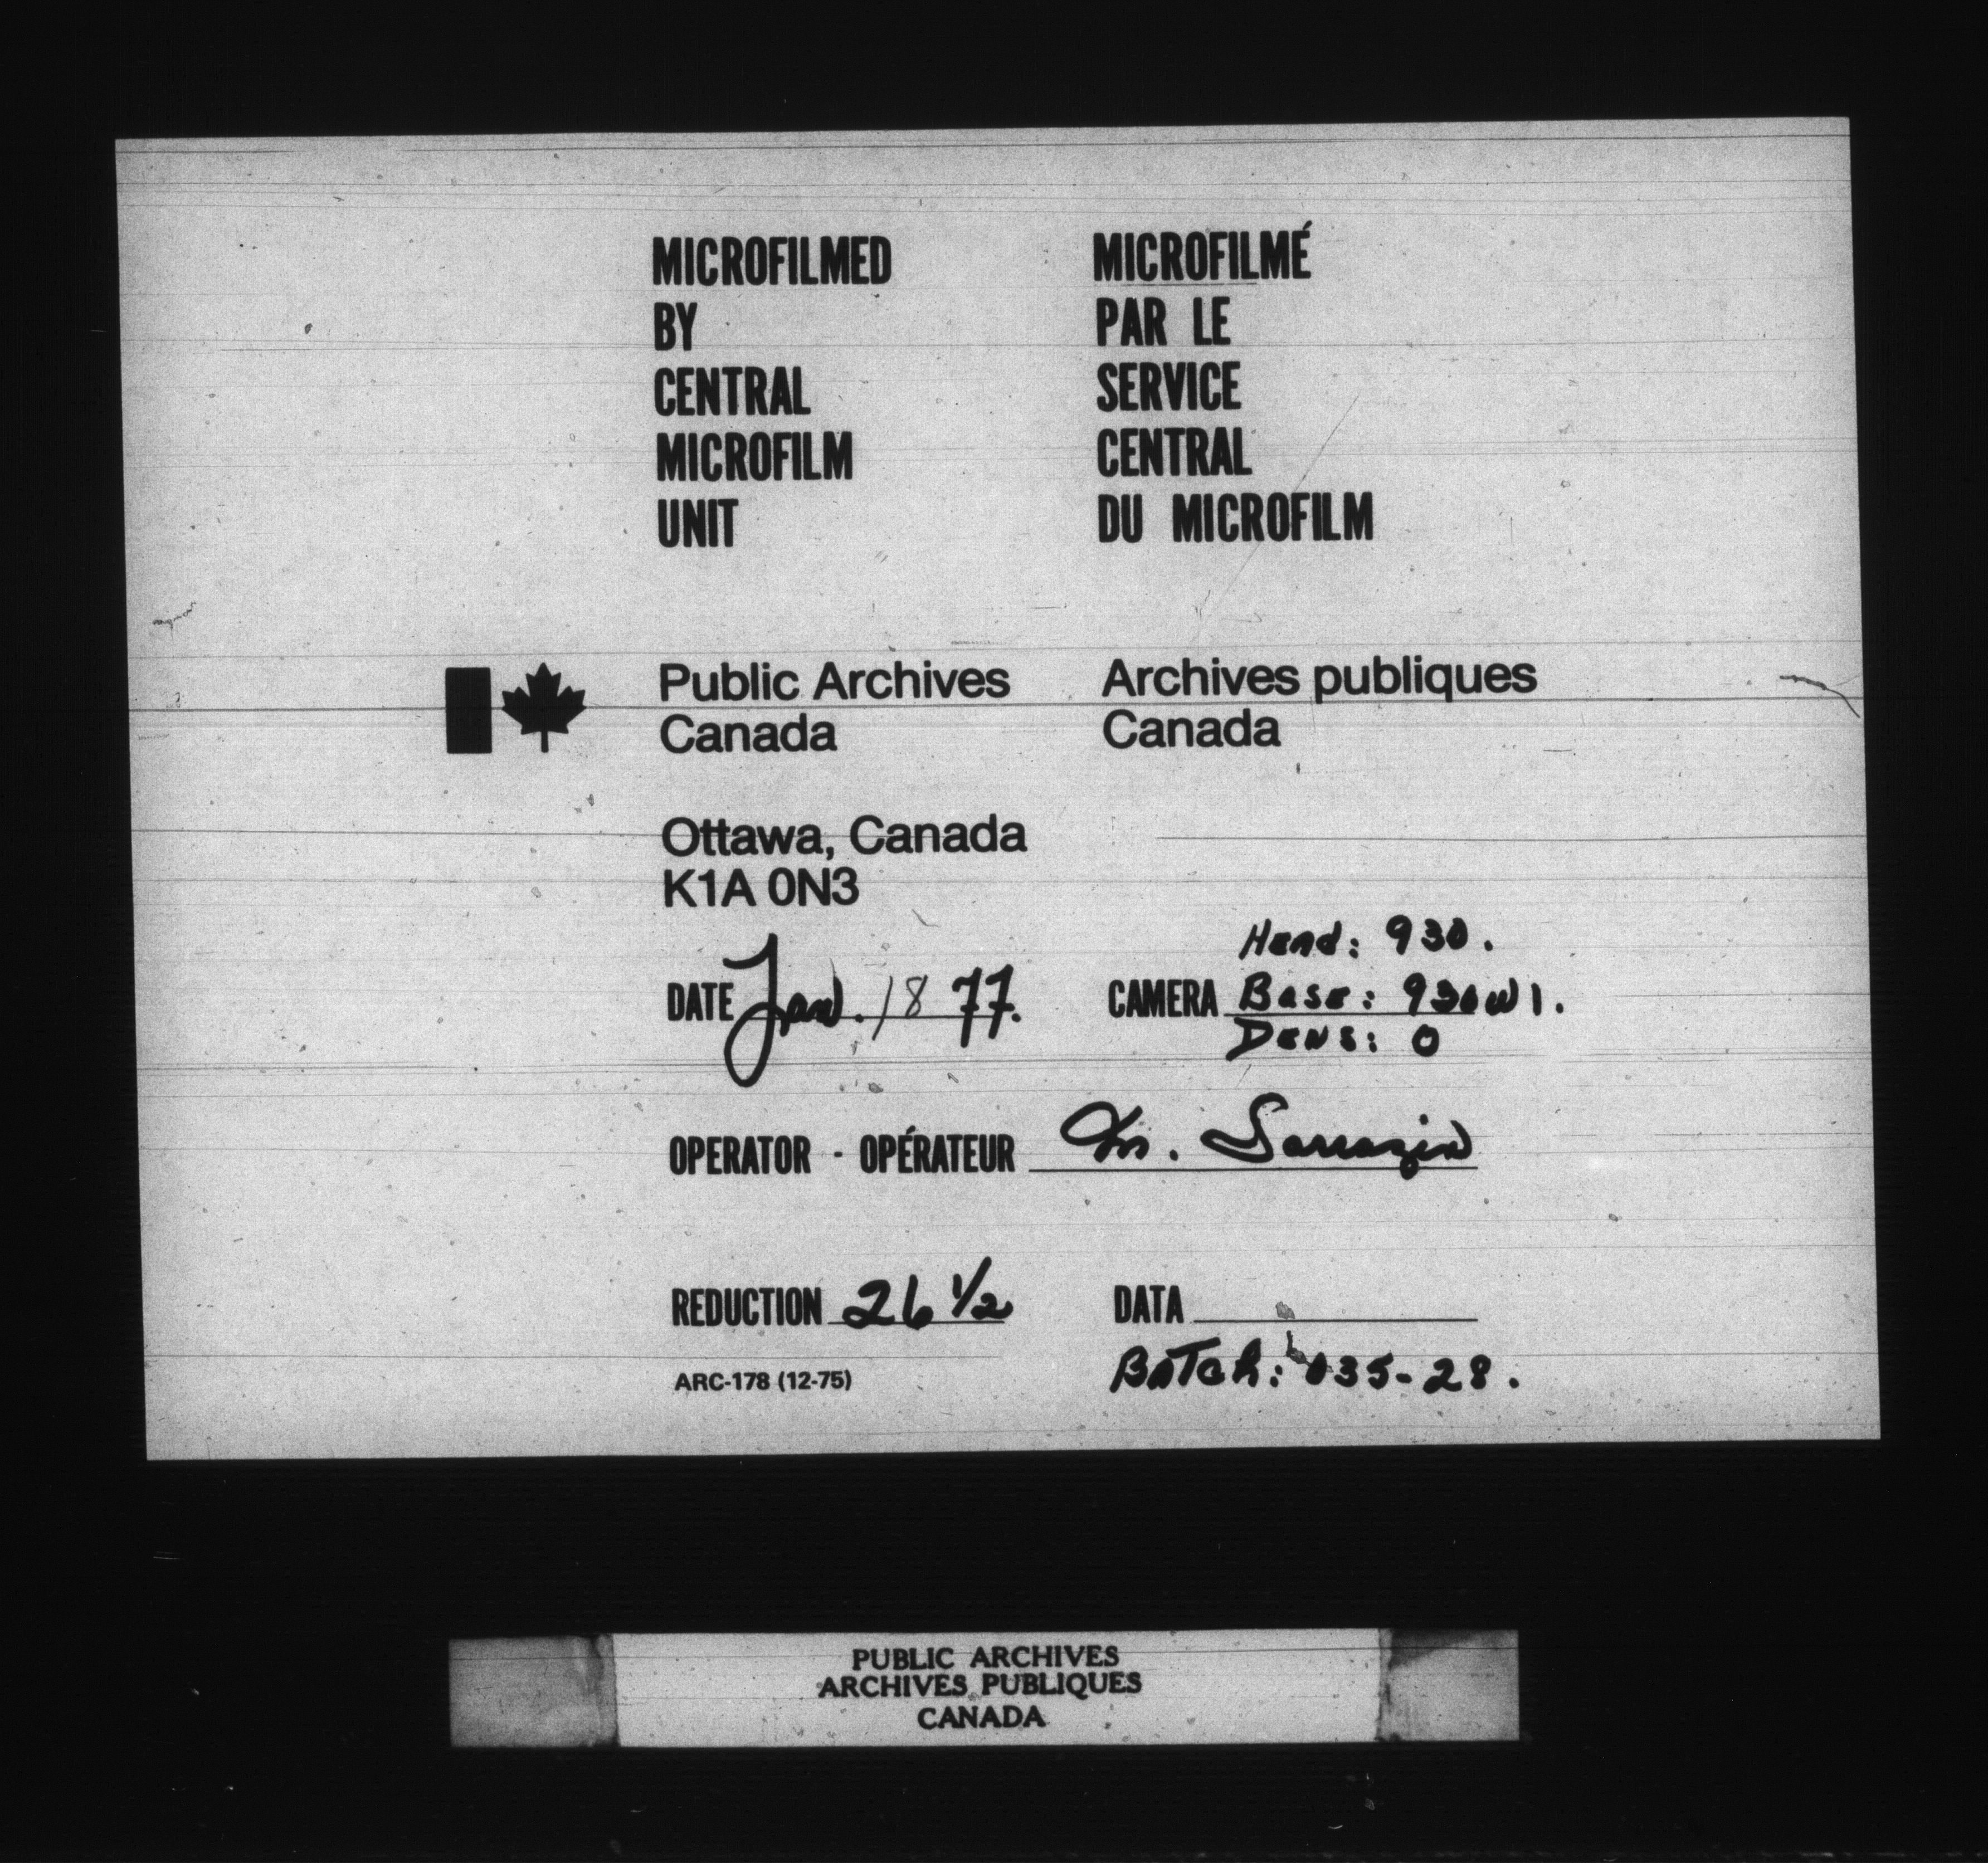 MICROFILMED
BY
CENTRAL
MICROFILM
UNIT
MICROFILMÉ
PAR LE
SERVICE
CENTRAL
DU MICROFILM
Public Archives
Canada
Archives publiques
Canada
Ottawa, Canada
K1A 0N3
Head: 930.
DATE Jan. 18 77. CAMERA Base: 930W1.
Dens: 0
OPERATOR - OPÉRATEUR M. Sarrazin
REDUCTION 26 1/2 DATA
Batch: 035-28.
ARC-178 (12-75)
PUBLIC ARCHIVES
ARCHIVES PUBLIQUES
CANADA